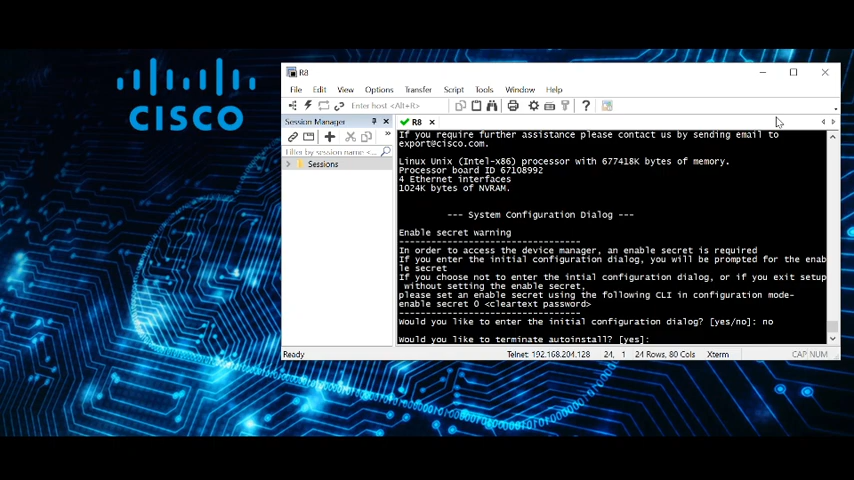 CISCO
R8
File Edit View Options Transfer Script Tools Window Help
Enter host <Alt+R>
Session Manager
R8
Filter by session name <...
Sessions
If you require further assistance please contact us by sending email to
export@cisco.com.
Linux Unix (Intel-x86) processor with 677418K bytes of memory.
Processor board ID 67108992
4 Ethernet interfaces
1024K bytes of NVRAM.
--- System Configuration Dialog ---
Enable secret warning
----------------------------------
In order to access the device manager, an enable secret is required
If you enter the initial configuration dialog, you will be prompted for the enab
le secret
If you choose not to enter the intial configuration dialog, or if you exit setup
without setting the enable secret,
please set an enable secret using the following CLI in configuration mode-
enable secret 0 <cleartext password>
----------------------------------
Would you like to enter the initial configuration dialog? [yes/no]: no
Would you like to terminate autoinstall? [yes]:
Ready Telnet: 192.168.204.128 24, 1 24 Rows, 80 Cols Xterm CAP NUM